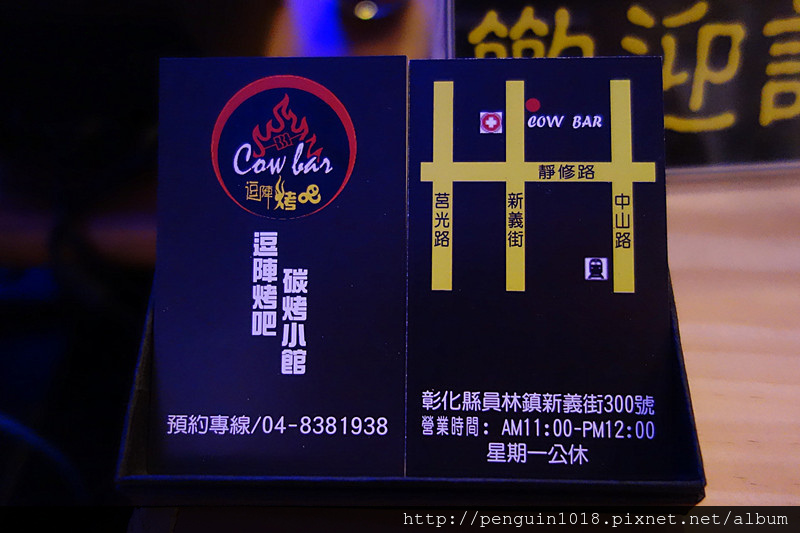 歡迎
Cow bar
逗陣烤吧
逗陣烤吧
碳烤小館
預約專線/04-8381938
COW BAR
靜修路
莒光路
新義街
中山路
彰化縣員林鎮新義街300號
營業時間: AM11:00-PM12:00
星期一公休
http://penguin1018.pixnet.net/album